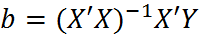 b = (X′X)⁻¹X′Y